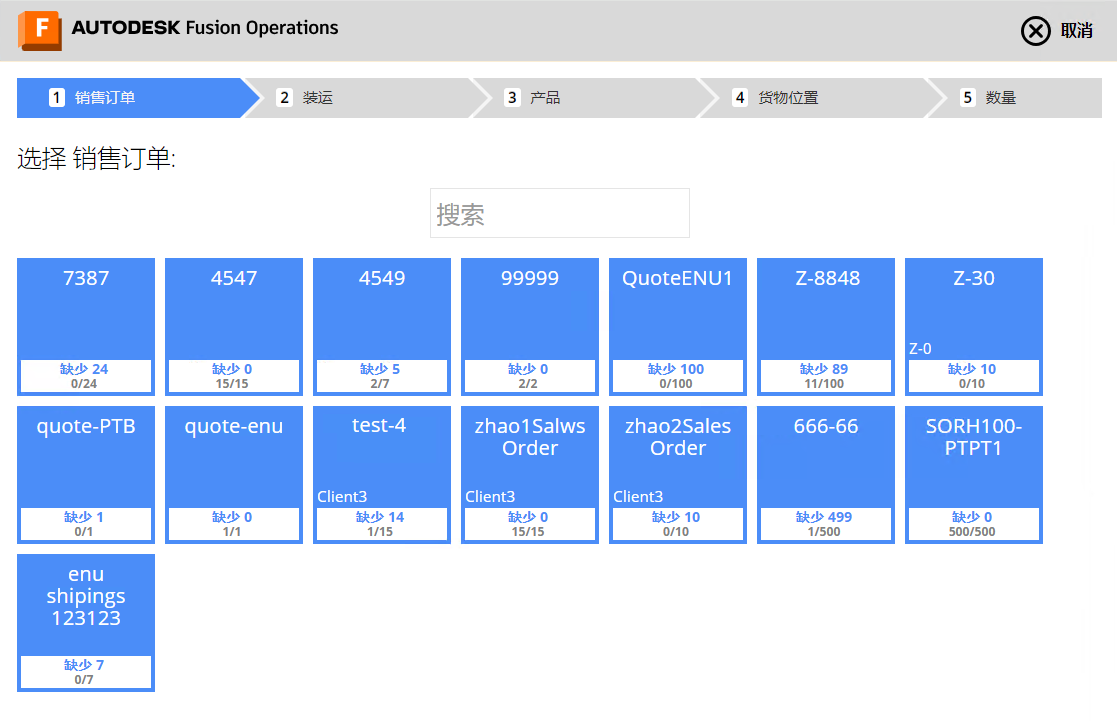 F AUTODESK Fusion Operations
取消
1 销售订单
2 装运
3 产品
4 货物位置
5 数量
选择 销售订单:
搜索
7387
缺少 24
0/24
4547
缺少 0
15/15
4549
缺少 5
2/7
99999
缺少 0
2/2
QuoteENU1
缺少 100
0/100
Z-8848
缺少 89
11/100
Z-30
Z-0
缺少 10
0/10
quote-PTB
缺少 1
0/1
quote-enu
缺少 0
1/1
test-4
Client3
缺少 14
1/15
zhao1Salws
Order
Client3
缺少 0
15/15
zhao2Sales
Order
Client3
缺少 10
0/10
666-66
缺少 499
1/500
SORH100-
PTPT1
缺少 0
500/500
enu
shipings
123123
缺少 7
0/7